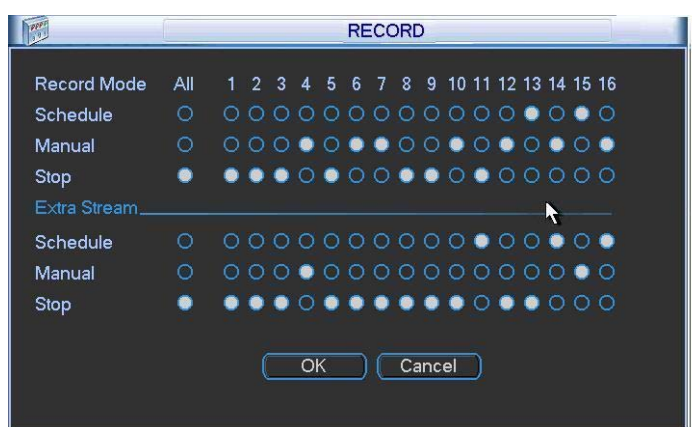 RECORD
Record Mode All 1 2 3 4 5 6 7 8 9 10 11 12 13 14 15 16
Schedule
Manual
Stop
Extra Stream
Schedule
Manual
Stop
OK Cancel